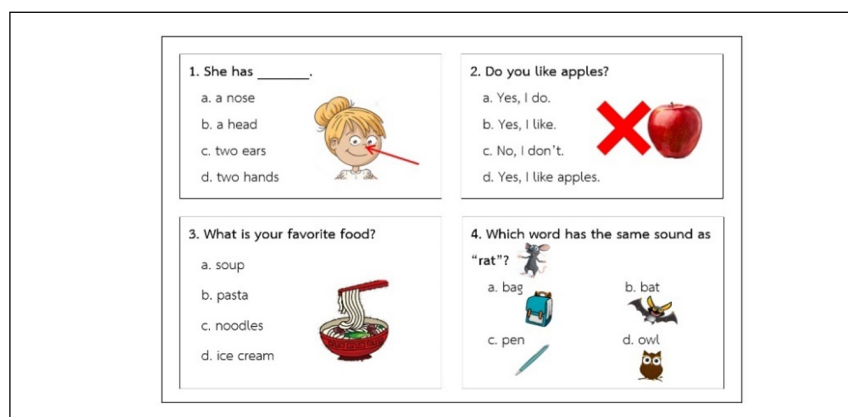 1. She has _______.
a. a nose
b. a head
c. two ears
d. two hands
2. Do you like apples?
a. Yes, I do.
b. Yes, I like.
c. No, I don't.
d. Yes, I like apples.
3. What is your favorite food?
a. soup
b. pasta
c. noodles
d. ice cream
4. Which word has the same sound as
"rat"?
a. bag b. bat
c. pen d. owl